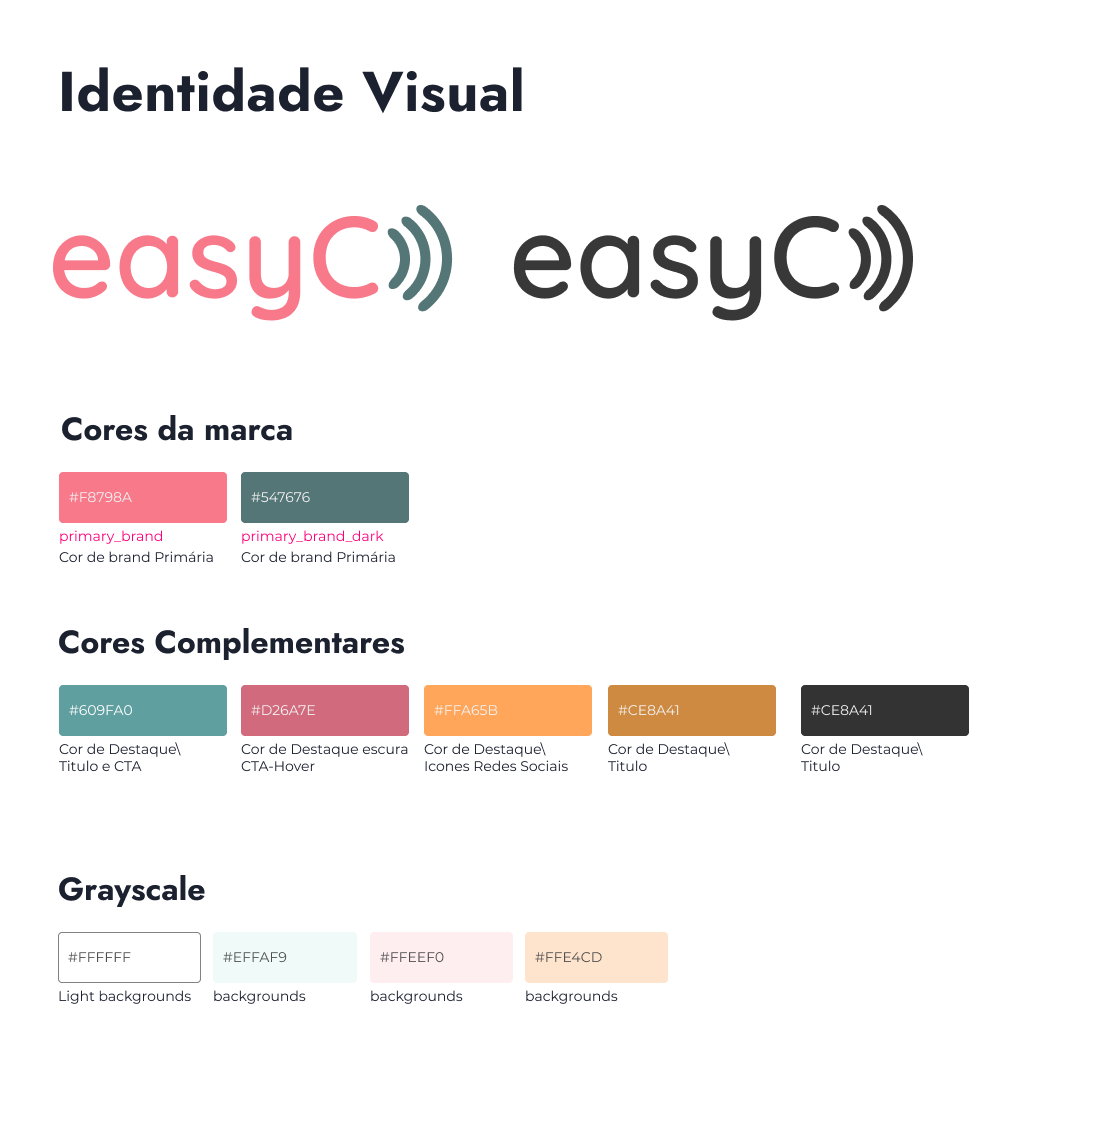 Identidade Visual
easyC
easyC
Cores da marca
#F8798A
#547676
primary_brand
primary_brand_dark
Cor de brand Primária
Cor de brand Primária
Cores Complementares
#609FA0
#D26A7E
#FFA65B
#CE8A41
#CE8A41
Cor de Destaque\
Titulo e CTA
Cor de Destaque escura
CTA-Hover
Cor de Destaque\
Icones Redes Sociais
Cor de Destaque\
Titulo
Cor de Destaque\
Titulo
Grayscale
#FFFFFF
#EFFAF9
#FFEEF0
#FFE4CD
Light backgrounds
backgrounds
backgrounds
backgrounds